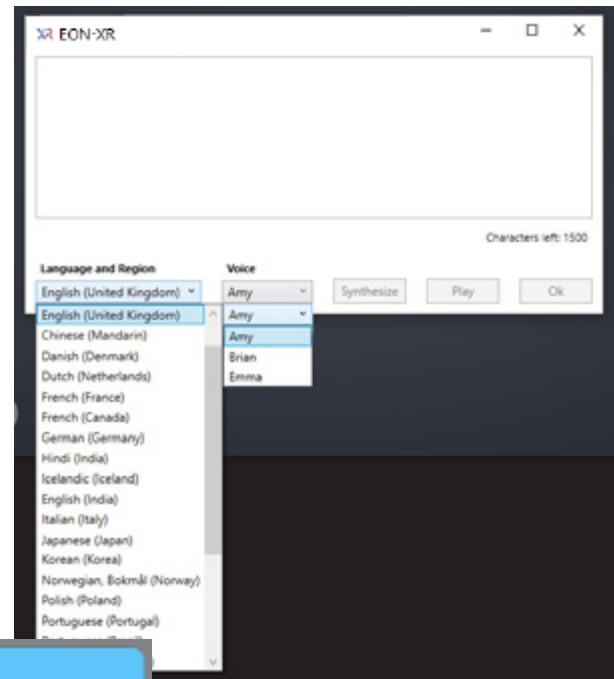 XR EON-XR
Characters left: 1500
Language and Region Voice
English (United Kingdom) Amy Synthesize Play Ok
English (United Kingdom) Amy
Chinese (Mandarin) Amy
Danish (Denmark) Brian
Dutch (Netherlands) Emma
French (France)
French (Canada)
German (Germany)
Hindi (India)
Icelandic (Iceland)
English (India)
Italian (Italy)
Japanese (Japan)
Korean (Korea)
Norwegian, Bokmål (Norway)
Polish (Poland)
Portuguese (Portugal)